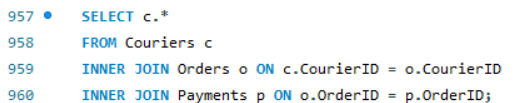 957 SELECT c.*
958 FROM Couriers c
959 INNER JOIN Orders o ON c.CourierID = o.CourierID
960 INNER JOIN Payments p ON o.OrderID = p.OrderID;